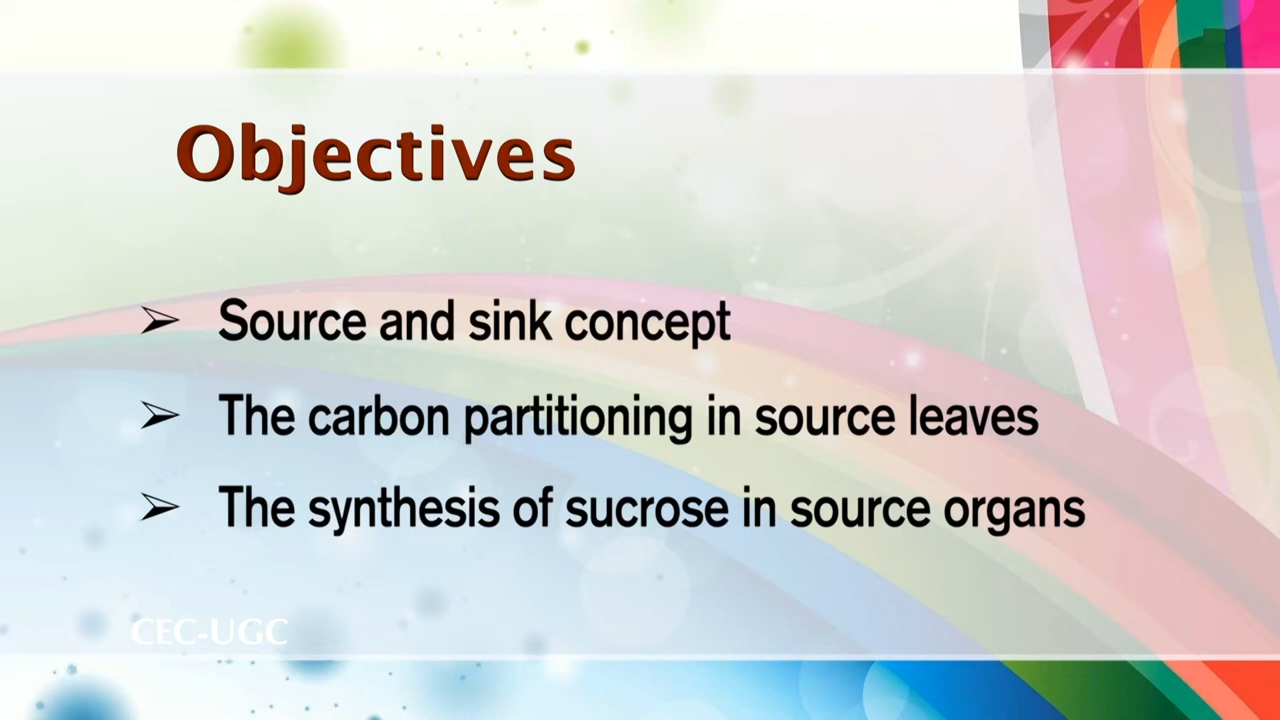 Objectives
➢ Source and sink concept
➢ The carbon partitioning in source leaves
➢ The synthesis of sucrose in source organs
CEC-UGC